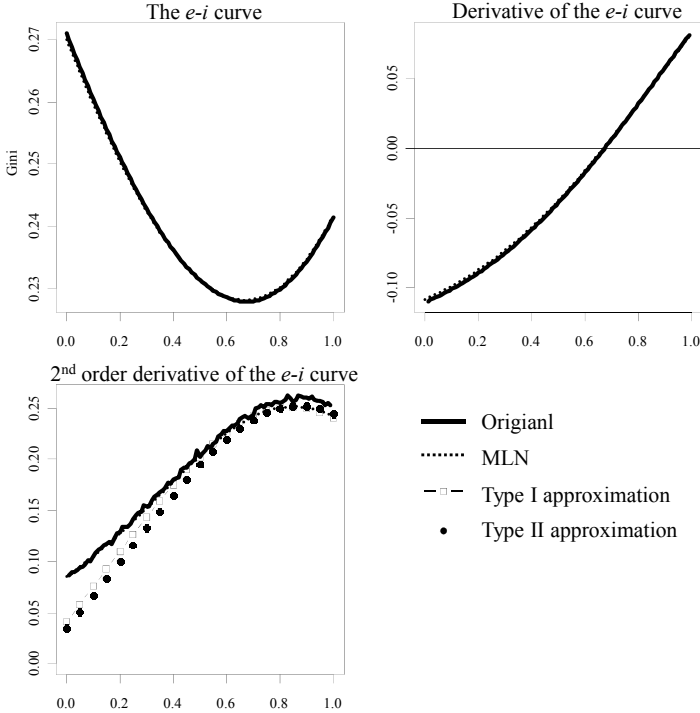 The e-i curve
Gini
0.27
0.26
0.25
0.24
0.23
0.0 0.2 0.4 0.6 0.8 1.0
Derivative of the e-i curve
0.05
0.00
-0.05
-0.10
0.0 0.2 0.4 0.6 0.8 1.0
2nd order derivative of the e-i curve
0.25
0.20
0.15
0.10
0.05
0.00
0.0 0.2 0.4 0.6 0.8 1.0
Origianl
MLN
Type I approximation
Type II approximation